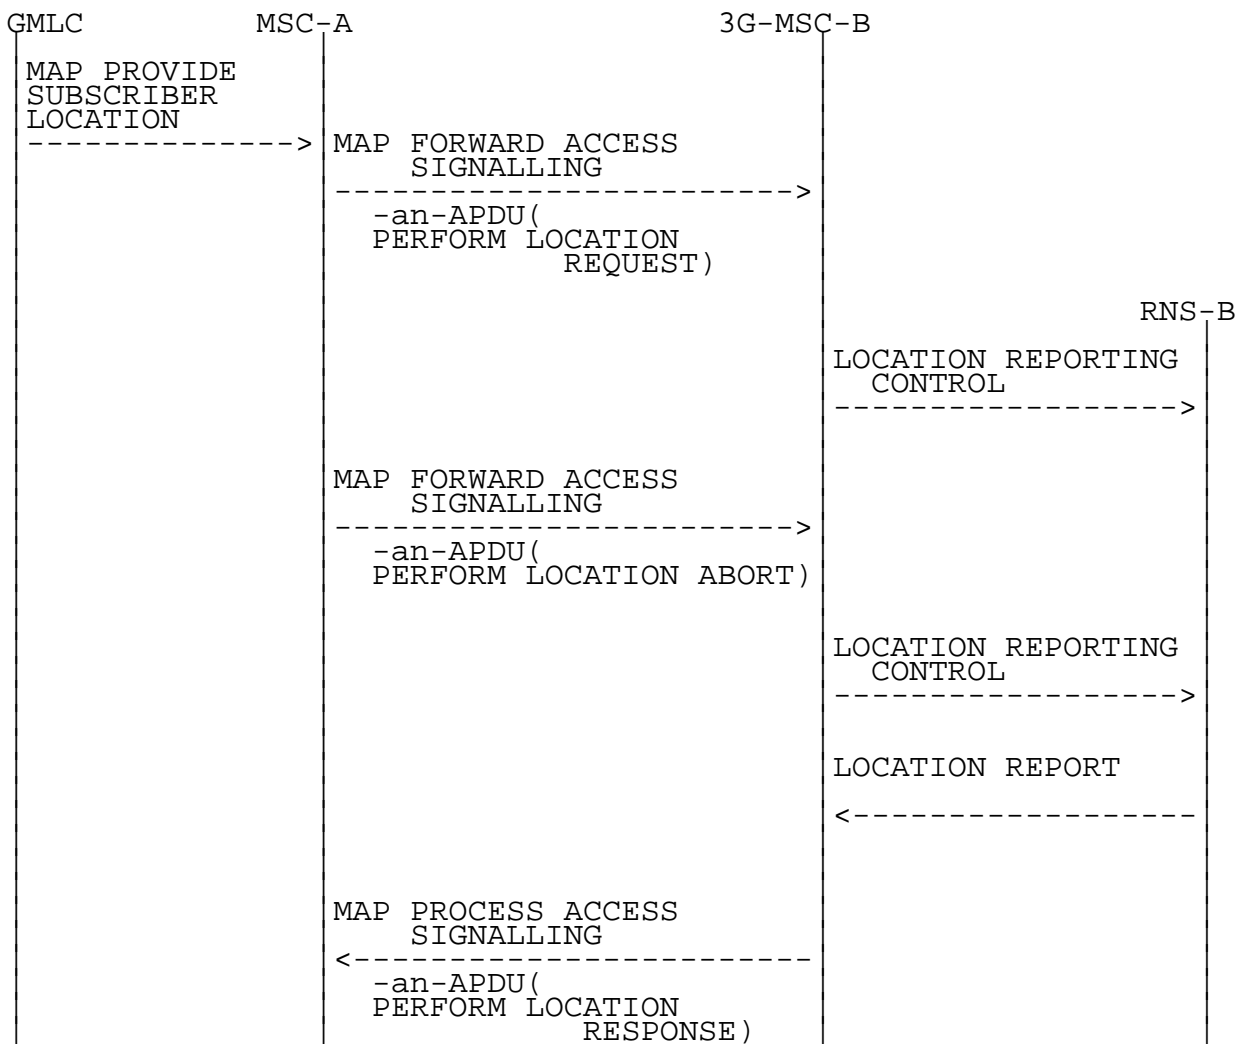 GMLC MSC-A 3G-MSC-B
MAP PROVIDE
SUBSCRIBER
LOCATION
--------------> MAP FORWARD ACCESS
SIGNALLING
------------------------>
-an-APDU(
PERFORM LOCATION
REQUEST)
RNS-B
LOCATION REPORTING
CONTROL
------------------>
MAP FORWARD ACCESS
SIGNALLING
------------------------>
-an-APDU(
PERFORM LOCATION ABORT)
LOCATION REPORTING
CONTROL
------------------>
LOCATION REPORT
<------------------
MAP PROCESS ACCESS
SIGNALLING
<------------------------
-an-APDU(
PERFORM LOCATION
RESPONSE)